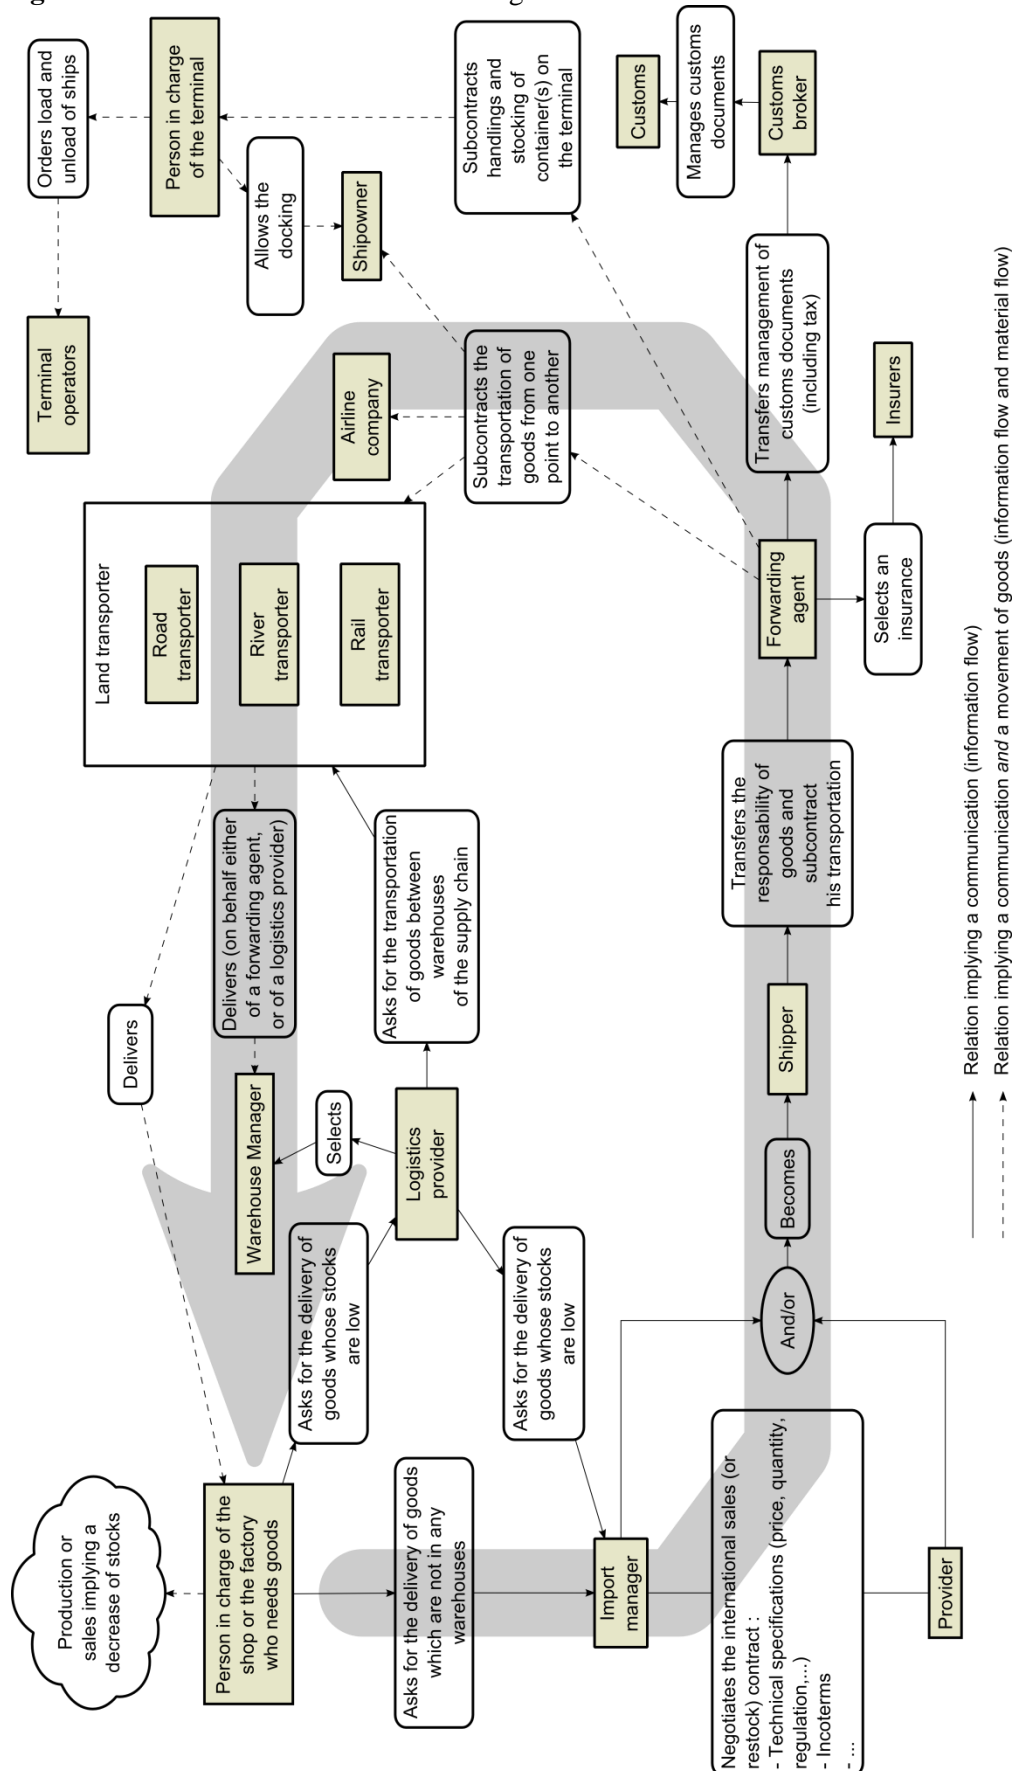 Production or
sales implying a
decrease of stocks
Person in charge of the
shop or the factory
who needs goods
Asks for the delivery of goods
which are not in any
warehouses
Import
manager
Negotiates the international sales (or
restock) contract :
- Technical specifications (price, quantity,
regulation,...)
- Incoterms
- ...
Provider
Asks for the delivery of
goods whose stocks
are low
Asks for the delivery of
goods whose stocks
are low
And/or
Becomes
Shipper
Warehouse Manager
Selects
Logistics
provider
Delivers
Delivers (on behalf either
of a forwarding agent,
or of a logistics provider)
Asks for the transportation
of goods between
warehouses
of the supply chain
Transfers the
responsability of
goods and
subcontract
his transportation
Land transporter
Road
transporter
River
transporter
Rail
transporter
Forwarding
agent
Selects an
insurance
Insurers
Terminal
operators
Airline
company
Subcontracts the
transportation of
goods from one
point to another
Transfers management of
customs documents
(including tax)
Orders load and
unload of ships
Person in charge
of the terminal
Allows the
docking
Shipowner
Subcontracts
handlings and
stocking of
container(s) on
the terminal
Customs
Manages customs
documents
Customs
broker
Relation implying a communication (information flow)
Relation implying a communication and a movement of goods (information flow and material flow)